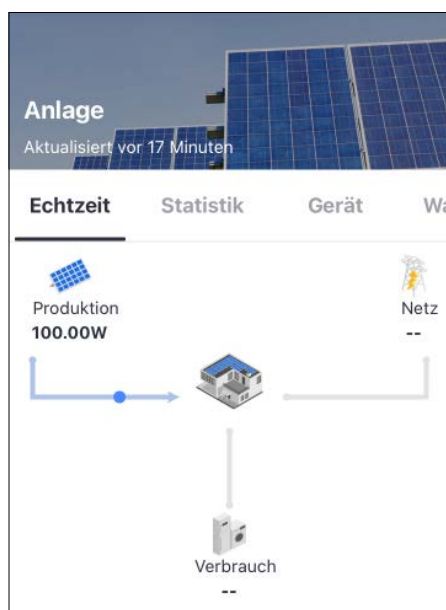 Anlage
Aktualisiert vor 17 Minuten
Echtzeit Statistik Gerät
Produktion
100.00W
Netz
--
Verbrauch
--